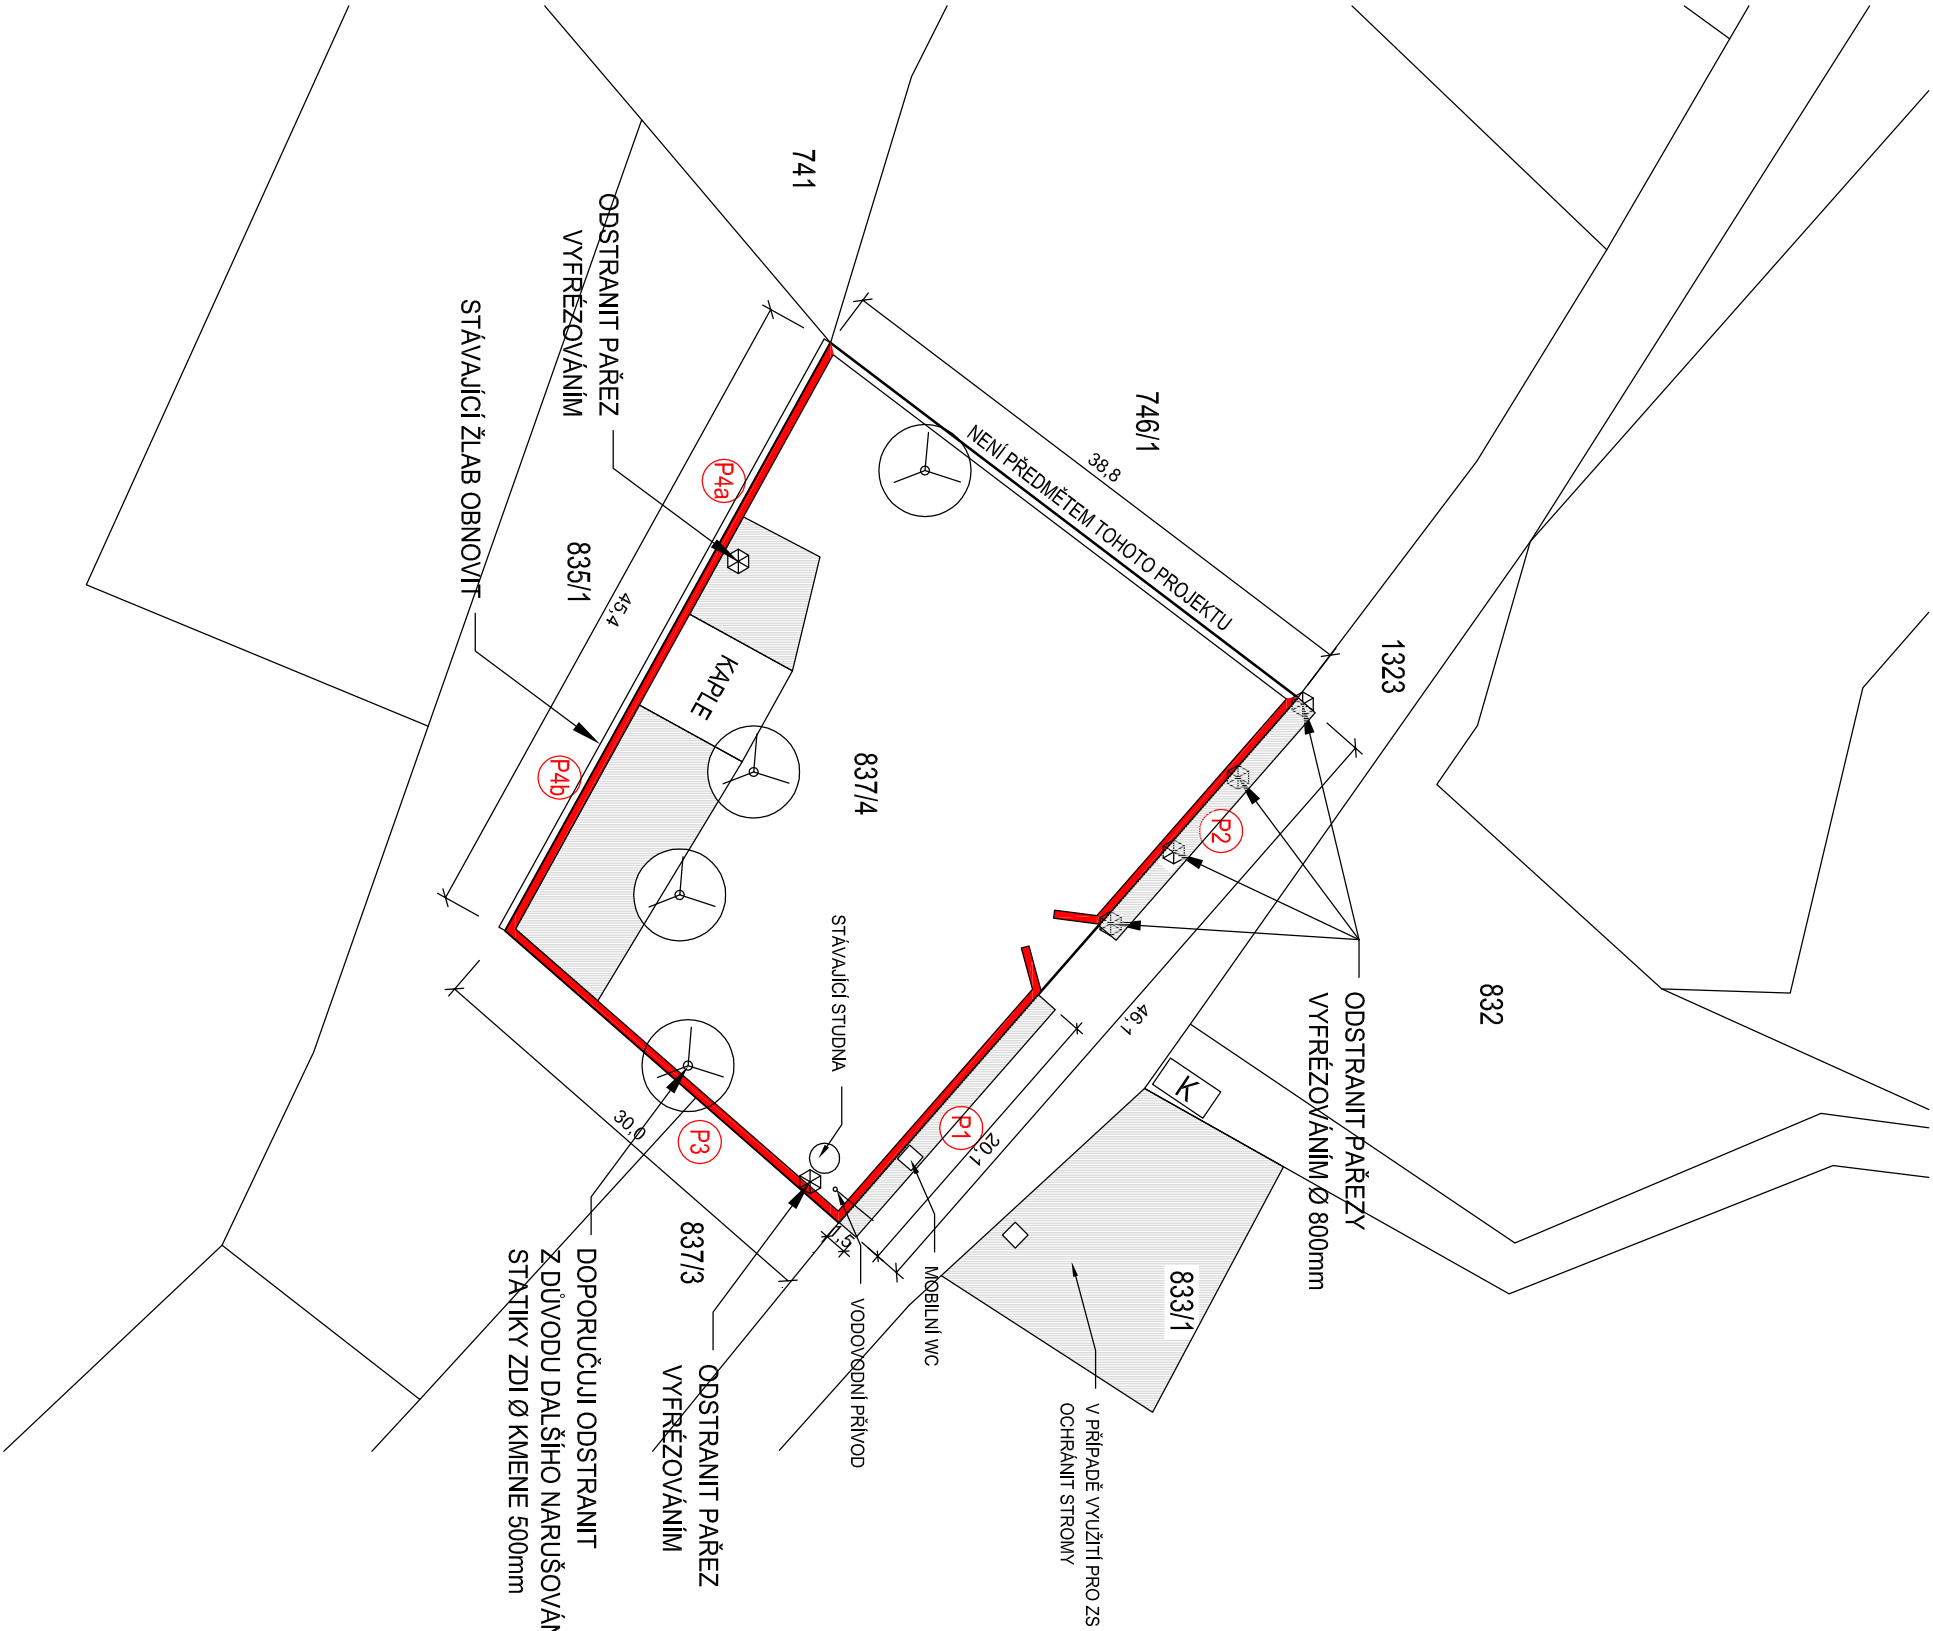 741
ODSTRANIT PAŘEZ
VYFRÉZOVÁNÍM
STÁVAJÍCÍ ŽLAB OBNOVIT
835/1
45,4
P4a
P4b
KAPLE
746/1
38,8
NENÍ PŘEDMĚTEM TOHOTO PROJEKTU
1323
837/4
P2
46,1
832
ODSTRANIT PAŘEZY
VYFRÉZOVÁNÍM Ø 800mm
K
STÁVAJÍCÍ STUDNA
P1
20,1
P3
30,0
1,5
837/3
833/1
MOBILNÍ WC
VODOVODNÍ PŘÍVOD
V PŘÍPADĚ VYUŽITÍ PRO ZS
OCHRÁNIT STROMY
ODSTRANIT PAŘEZ
VYFRÉZOVÁNÍM
DOPORUČUJI ODSTRANIT
Z DŮVODU DALŠÍHO NARUŠOVÁN
STATIKY ZDI Ø KMENE 500mm